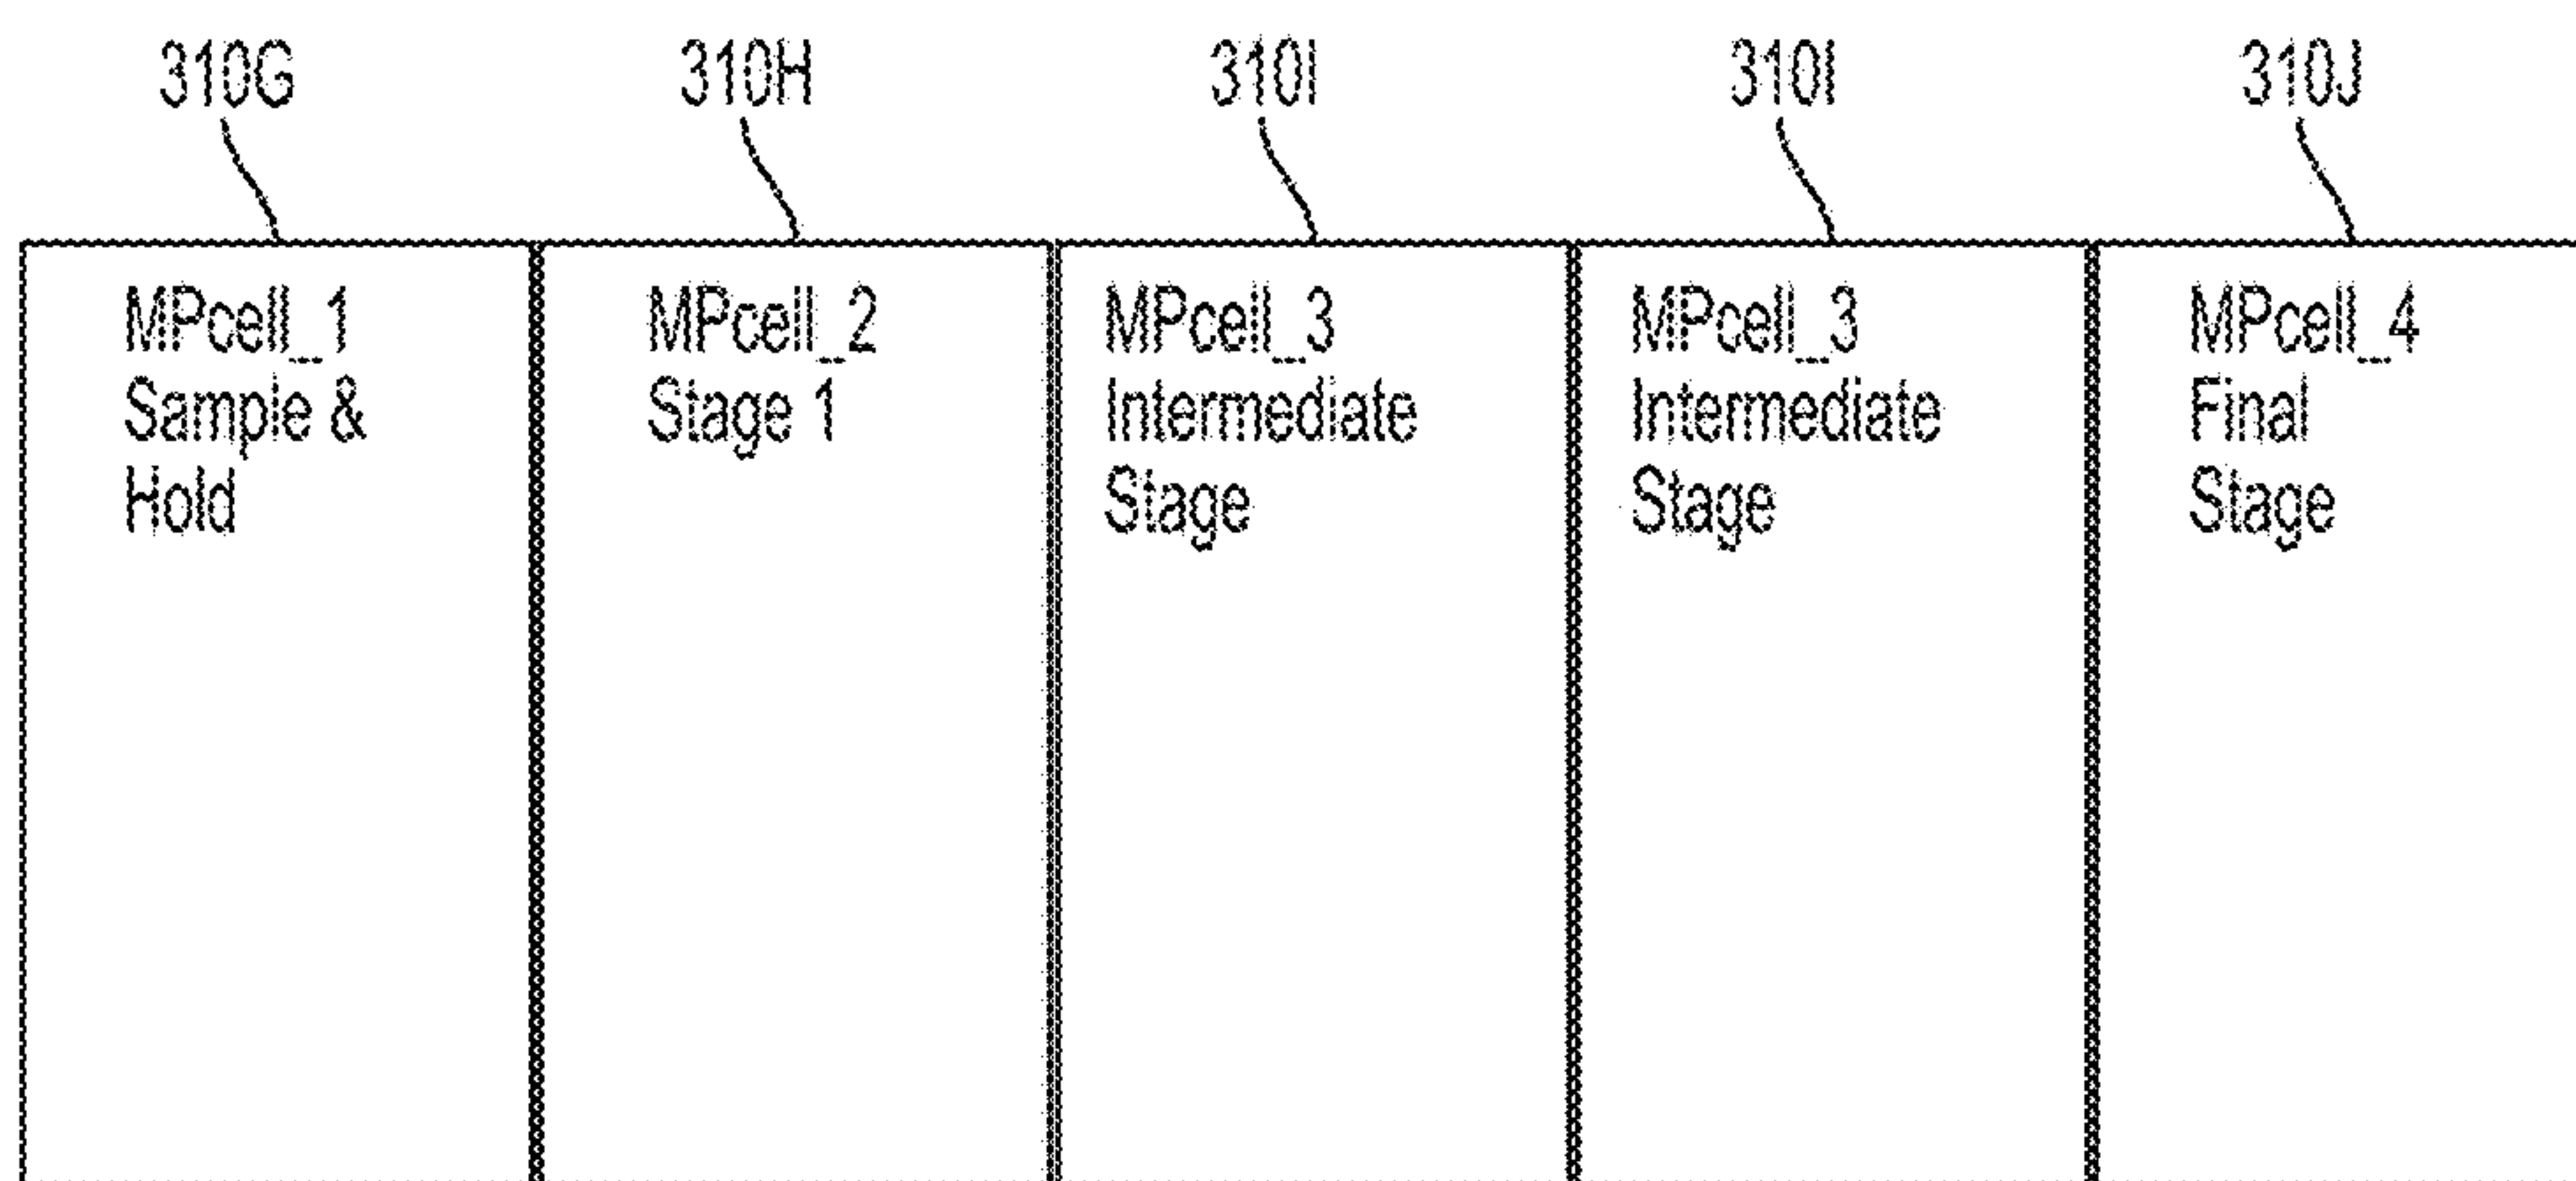 310G 310H 310I 310I 310J
MPcell_1
Sample &
Hold
MPcell_2
Stage 1
MPcell_3
Intermediate
Stage
MPcell_3
Intermediate
Stage
MPcell_4
Final
Stage